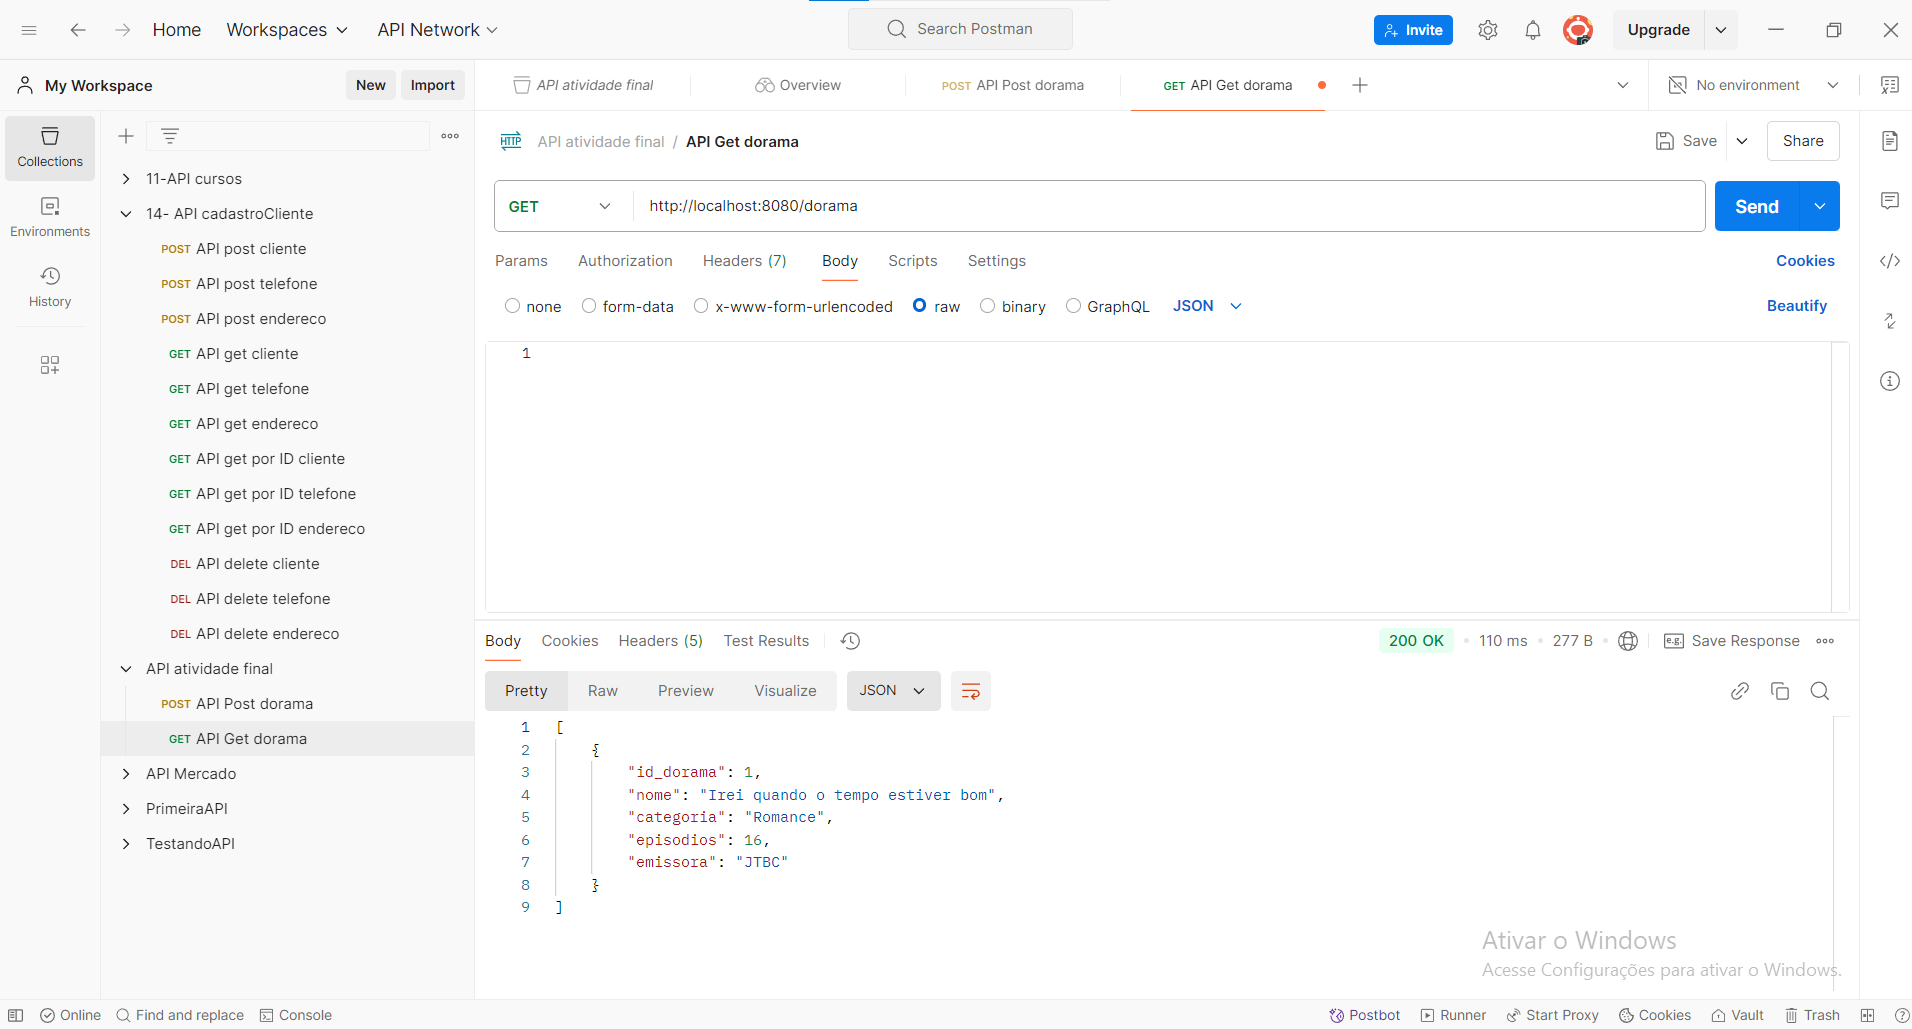 Home Workspaces API Network Search Postman Invite Upgrade
My Workspace New Import
API atividade final Overview POST API Post dorama GET API Get dorama No environment
Collections
Environments
History
11-API cursos
14- API cadastroCliente
POST API post cliente
POST API post telefone
POST API post endereco
GET API get cliente
GET API get telefone
GET API get endereco
GET API get por ID cliente
GET API get por ID telefone
GET API get por ID endereco
DEL API delete cliente
DEL API delete telefone
DEL API delete endereco
API atividade final
POST API Post dorama
GET API Get dorama
API Mercado
PrimeiraAPI
TestandoAPI
HTTP API atividade final / API Get dorama Save Share
GET http://localhost:8080/dorama Send
Params Authorization Headers (7) Body Scripts Settings Cookies
none form-data x-www-form-urlencoded raw binary GraphQL JSON Beautify
1
Body Cookies Headers (5) Test Results 200 OK 110 ms 277 B e.g. Save Response
Pretty Raw Preview Visualize JSON
1 [
2 {
3 "id_dorama": 1,
4 "nome": "Irei quando o tempo estiver bom",
5 "categoria": "Romance",
6 "episodios": 16,
7 "emissora": "JTBC"
8 }
9 ]
Ativar o Windows
Acesse Configurações para ativar o Windows.
Online Find and replace Console Postbot Runner Start Proxy Cookies Vault Trash